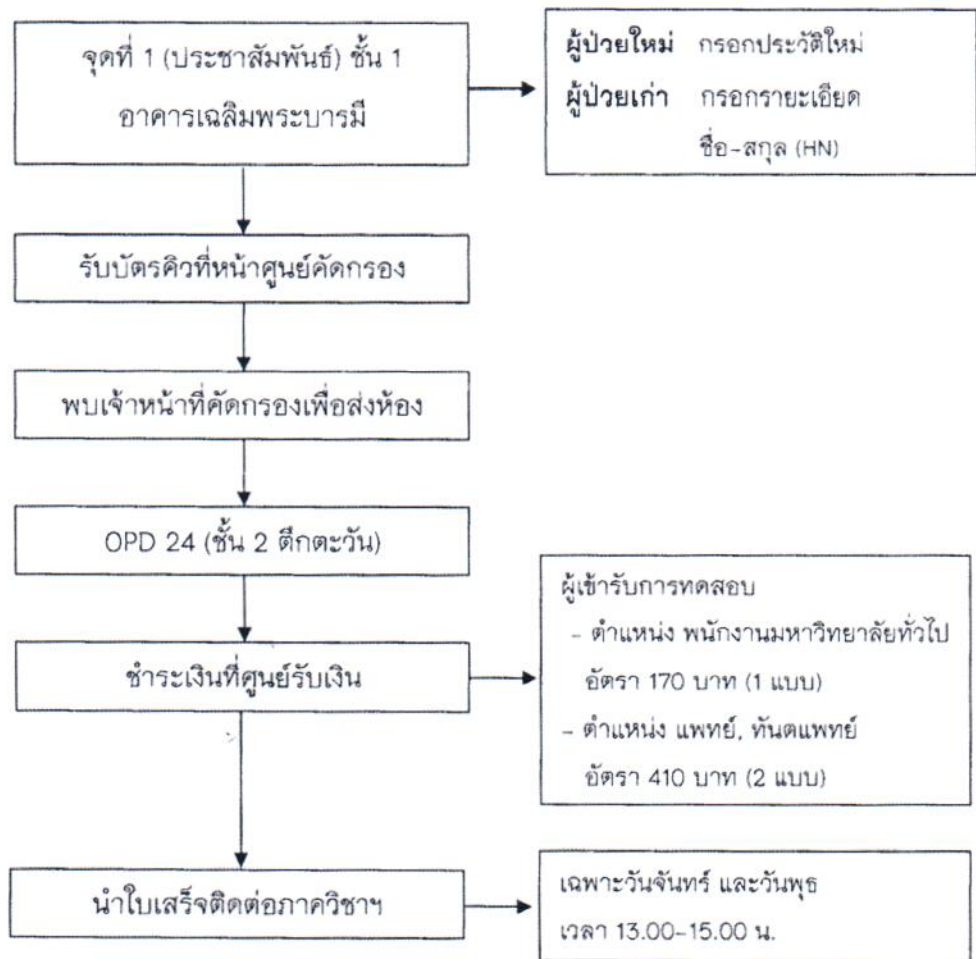 จุดที่ 1 (ประชาสัมพันธ์) ชั้น 1
อาคารเฉลิมพระบารมี
ผู้ป่วยใหม่ กรอกประวัติใหม่
ผู้ป่วยเก่า กรอกรายะเอียด
ชื่อ-สกุล (HN)
รับบัตรคิวที่หน้าศูนย์คัดกรอง
พบเจ้าหน้าที่คัดกรองเพื่อส่งห้อง
OPD 24 (ชั้น 2 ตึกตะวัน)
ชำระเงินที่ศูนย์รับเงิน
ผู้เข้ารับการทดสอบ
- ตำแหน่ง พนักงานมหาวิทยาลัยทั่วไป
อัตรา 170 บาท (1 แบบ)
- ตำแหน่ง แพทย์, ทันตแพทย์
อัตรา 410 บาท (2 แบบ)
นำใบเสร็จติดต่อภาควิชาฯ
เฉพาะวันจันทร์ และวันพุธ
เวลา 13.00-15.00 น.